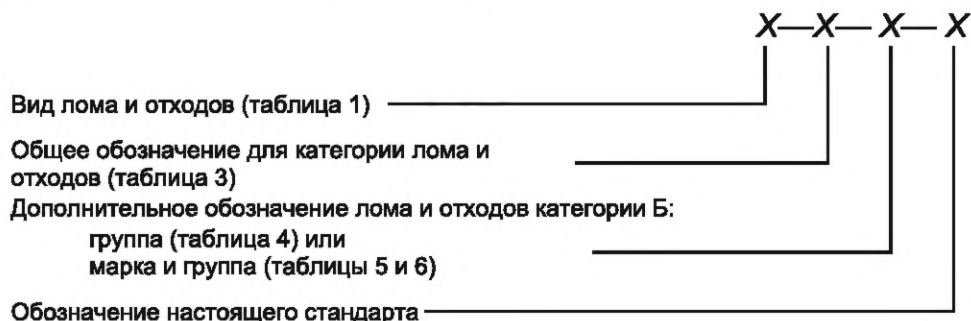 X—X—X—X
Вид лома и отходов (таблица 1)
Общее обозначение для категории лома и
отходов (таблица 3)
Дополнительное обозначение лома и отходов категории Б:
группа (таблица 4) или
марка и группа (таблицы 5 и 6)
Обозначение настоящего стандарта